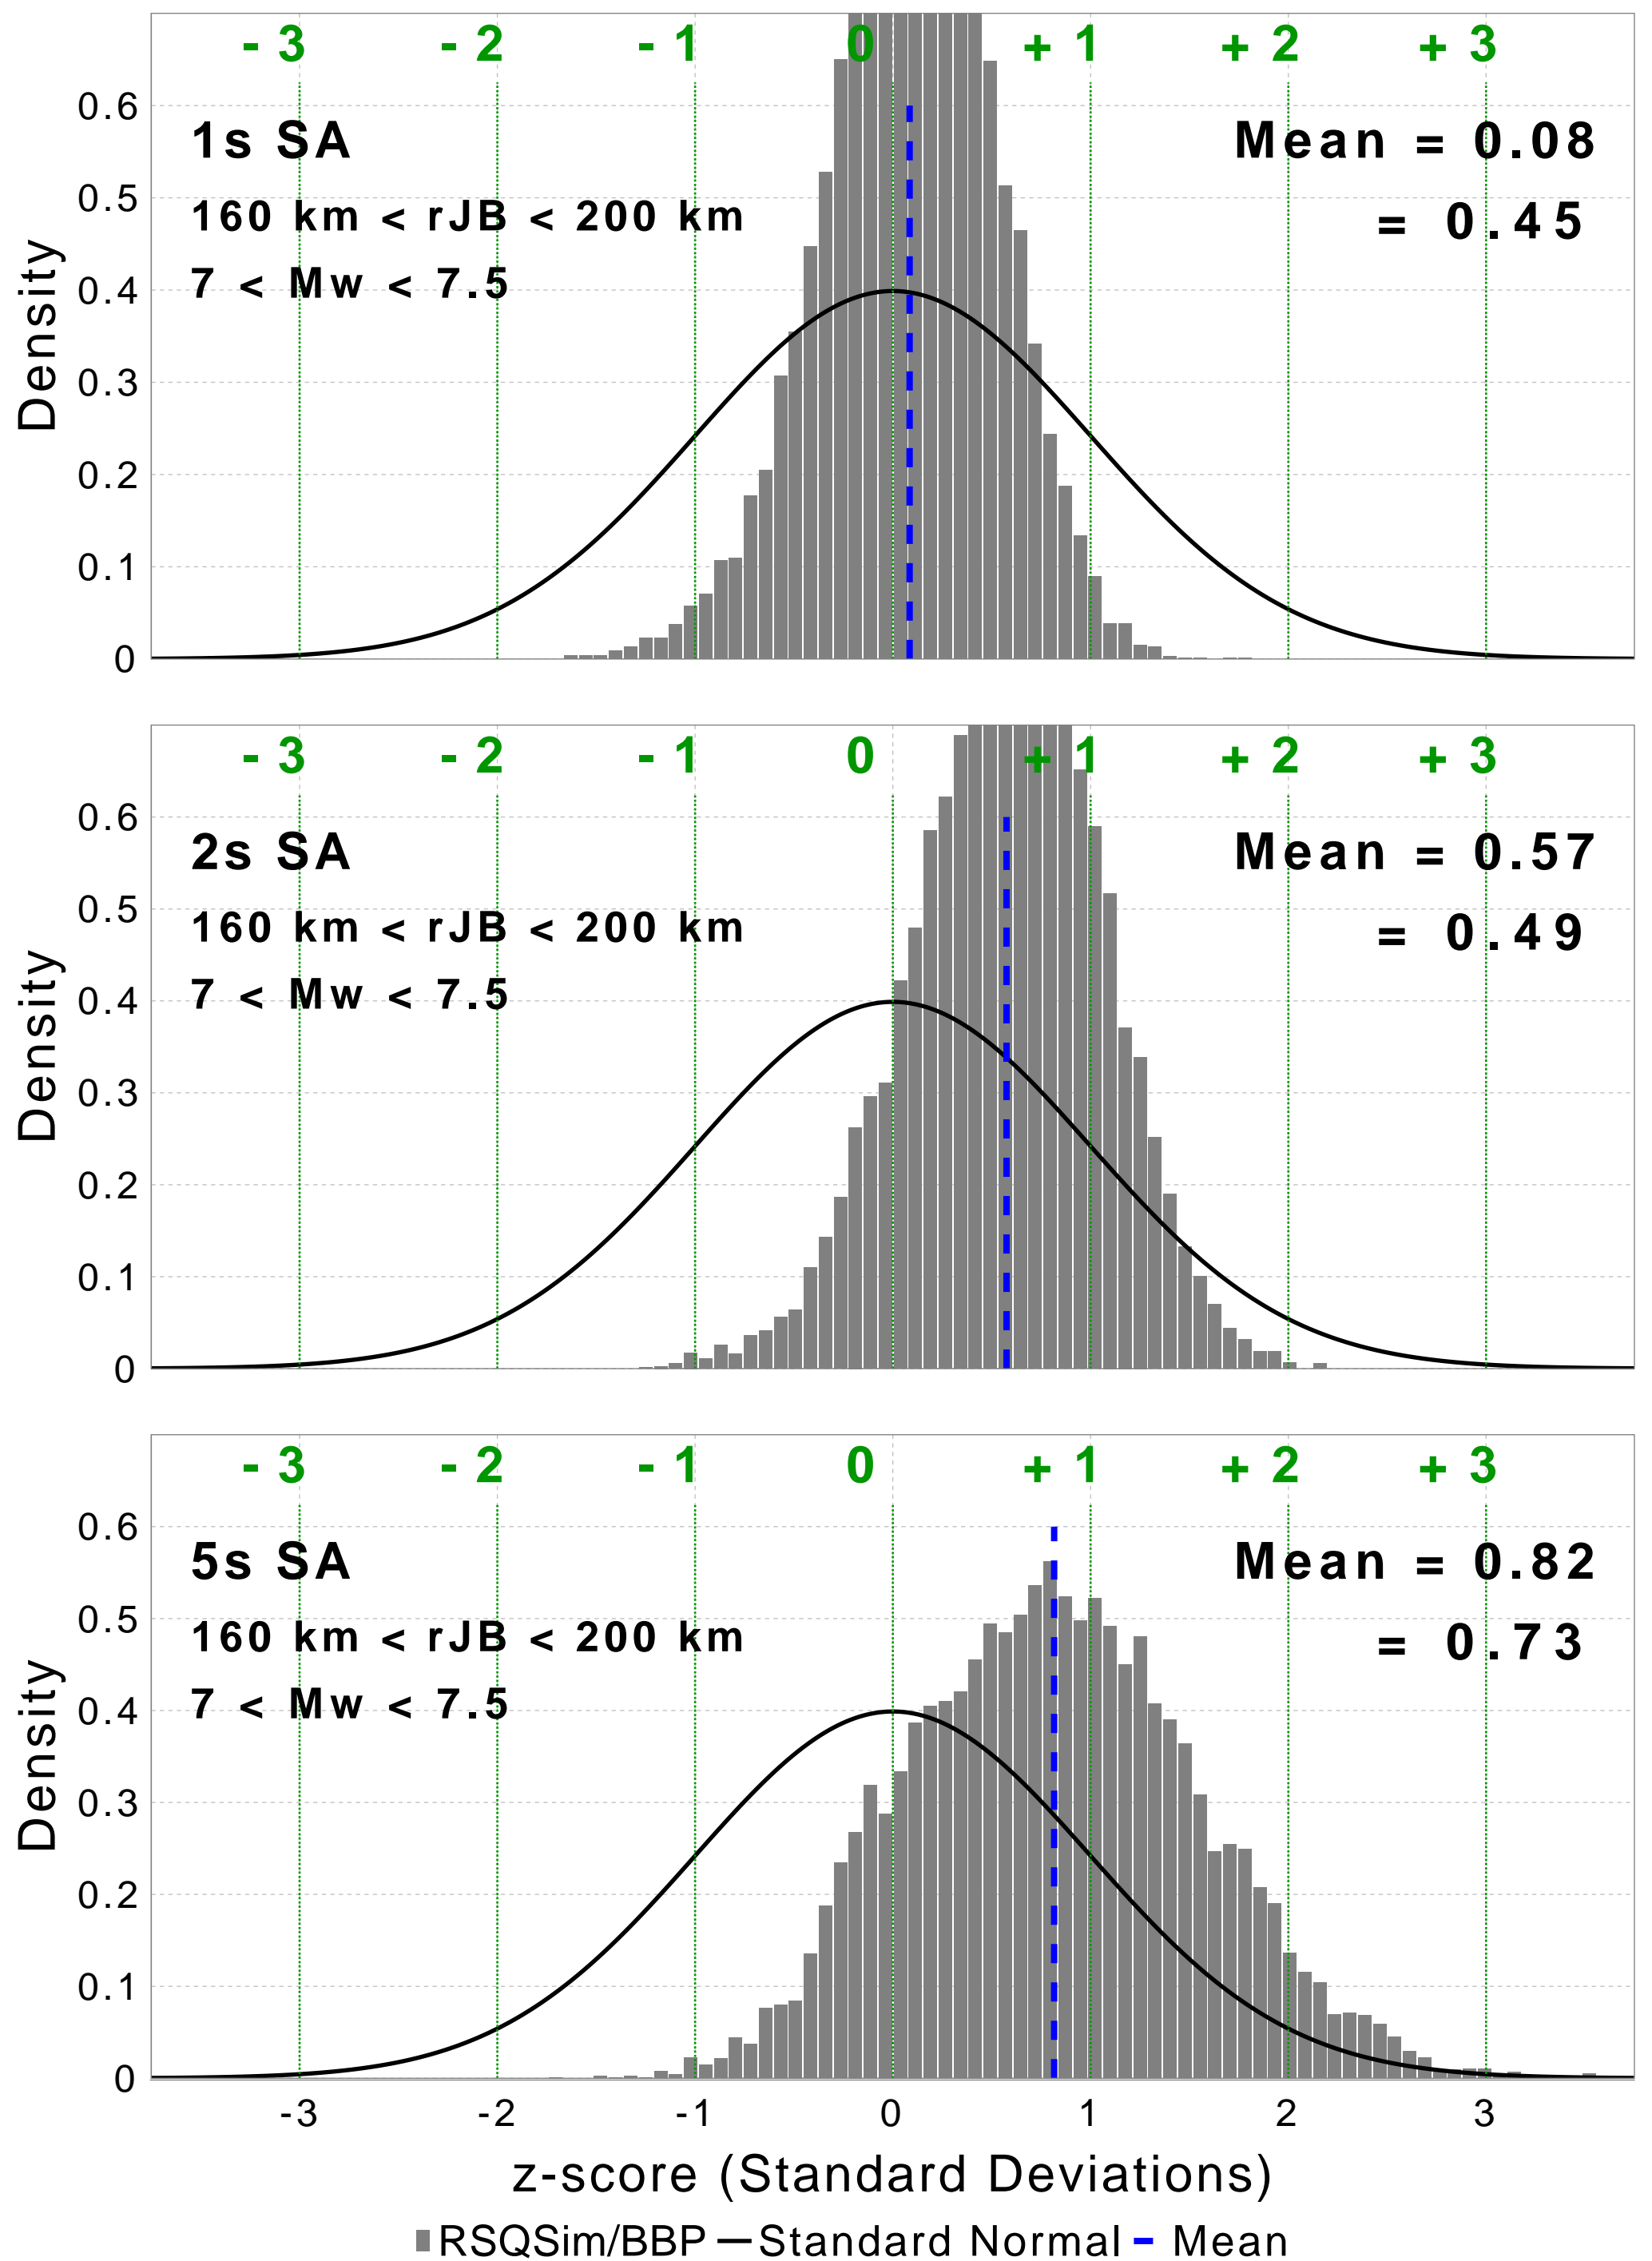 - 3 - 2 - 1 0 + 1 + 2 + 3
0.6
1s SA
Mean = 0.08
0.5
160 km < rJB < 200 km
= 0.45
7 < Mw < 7.5
0.4
0.3
0.2
0.1
0
Density
- 3 - 2 - 1 0 + 1 + 2 + 3
0.6
2s SA
Mean = 0.57
0.5
160 km < rJB < 200 km
= 0.49
7 < Mw < 7.5
0.4
0.3
0.2
0.1
0
Density
- 3 - 2 - 1 0 + 1 + 2 + 3
0.6
5s SA
Mean = 0.82
0.5
160 km < rJB < 200 km
= 0.73
7 < Mw < 7.5
0.4
0.3
0.2
0.1
0
Density
-3 -2 -1 0 1 2 3
z-score (Standard Deviations)
RSQSim/BBP Standard Normal Mean